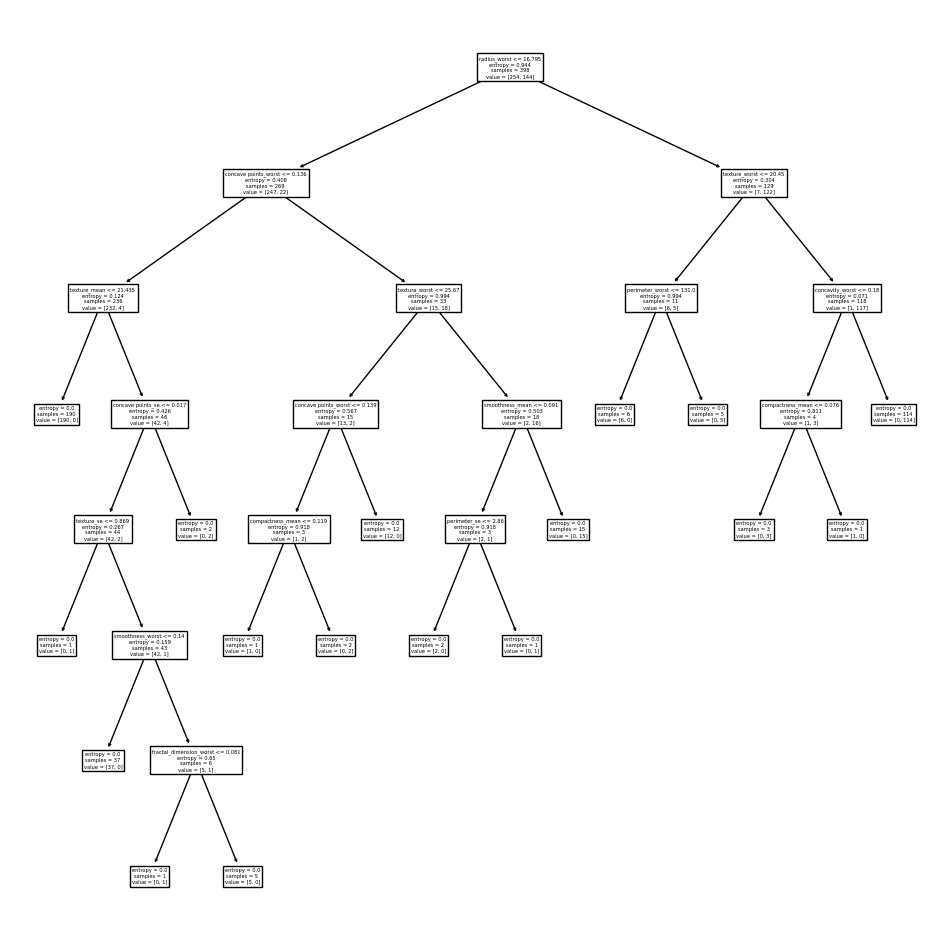 radius_worst <= 16.795
entropy = 0.944
samples = 398
value = [254, 144]
concave points_worst <= 0.136
entropy = 0.408
samples = 269
value = [247, 22]
texture_worst <= 20.45
entropy = 0.304
samples = 129
value = [7, 122]
texture_mean <= 21.435
entropy = 0.124
samples = 236
value = [232, 4]
texture_worst <= 25.67
entropy = 0.994
samples = 33
value = [15, 18]
perimeter_worst <= 131.0
entropy = 0.994
samples = 11
value = [6, 5]
concavity_worst <= 0.18
entropy = 0.071
samples = 118
value = [1, 117]
entropy = 0.0
samples = 190
value = [190, 0]
concave points_se <= 0.017
entropy = 0.426
samples = 46
value = [42, 4]
concave points_worst <= 0.139
entropy = 0.567
samples = 15
value = [13, 2]
smoothness_mean <= 0.091
entropy = 0.503
samples = 18
value = [2, 16]
entropy = 0.0
samples = 6
value = [6, 0]
entropy = 0.0
samples = 5
value = [0, 5]
compactness_mean <= 0.076
entropy = 0.811
samples = 4
value = [1, 3]
entropy = 0.0
samples = 114
value = [0, 114]
texture_se <= 0.869
entropy = 0.267
samples = 44
value = [42, 2]
entropy = 0.0
samples = 2
value = [0, 2]
compactness_mean <= 0.119
entropy = 0.918
samples = 3
value = [1, 2]
entropy = 0.0
samples = 12
value = [12, 0]
perimeter_se <= 2.86
entropy = 0.918
samples = 3
value = [2, 1]
entropy = 0.0
samples = 15
value = [0, 15]
entropy = 0.0
samples = 3
value = [0, 3]
entropy = 0.0
samples = 1
value = [1, 0]
entropy = 0.0
samples = 1
value = [0, 1]
smoothness_worst <= 0.14
entropy = 0.159
samples = 43
value = [42, 1]
entropy = 0.0
samples = 1
value = [1, 0]
entropy = 0.0
samples = 2
value = [0, 2]
entropy = 0.0
samples = 2
value = [2, 0]
entropy = 0.0
samples = 1
value = [0, 1]
entropy = 0.0
samples = 37
value = [37, 0]
fractal_dimension_worst <= 0.081
entropy = 0.65
samples = 6
value = [5, 1]
entropy = 0.0
samples = 1
value = [0, 1]
entropy = 0.0
samples = 5
value = [5, 0]